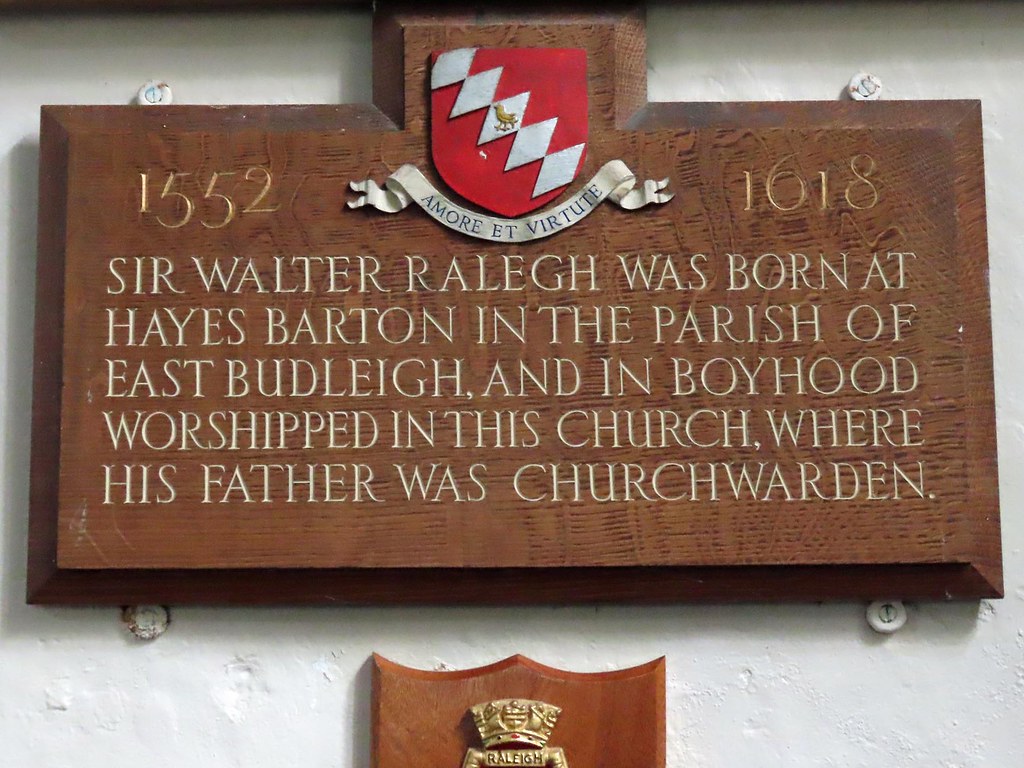 1552 1618
AMORE ET VIRTUTE
SIR WALTER RALEGH WAS BORN AT
HAYES BARTON IN THE PARISH OF
EAST BUDLEIGH, AND IN BOYHOOD
WORSHIPPED IN THIS CHURCH, WHERE
HIS FATHER WAS CHURCHWARDEN.
RALEIGH